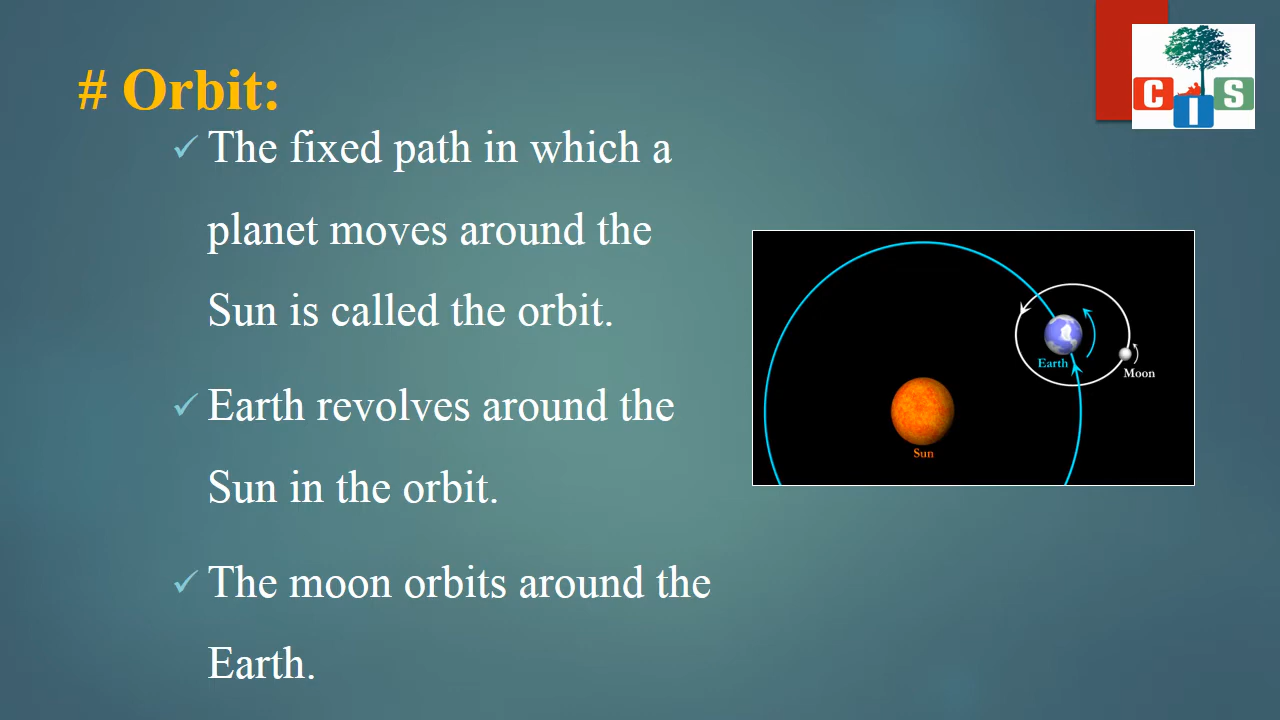 # Orbit:
✓ The fixed path in which a
planet moves around the
Sun is called the orbit.
✓ Earth revolves around the
Sun in the orbit.
✓ The moon orbits around the
Earth.
C I S
Earth
Moon
Sun